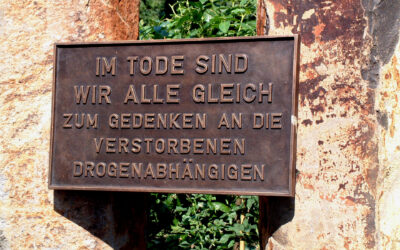 IM TODE SIND
WIR ALLE GLEICH
ZUM GEDENKEN AN DIE
VERSTORBENEN
DROGENABHÄNGIGEN